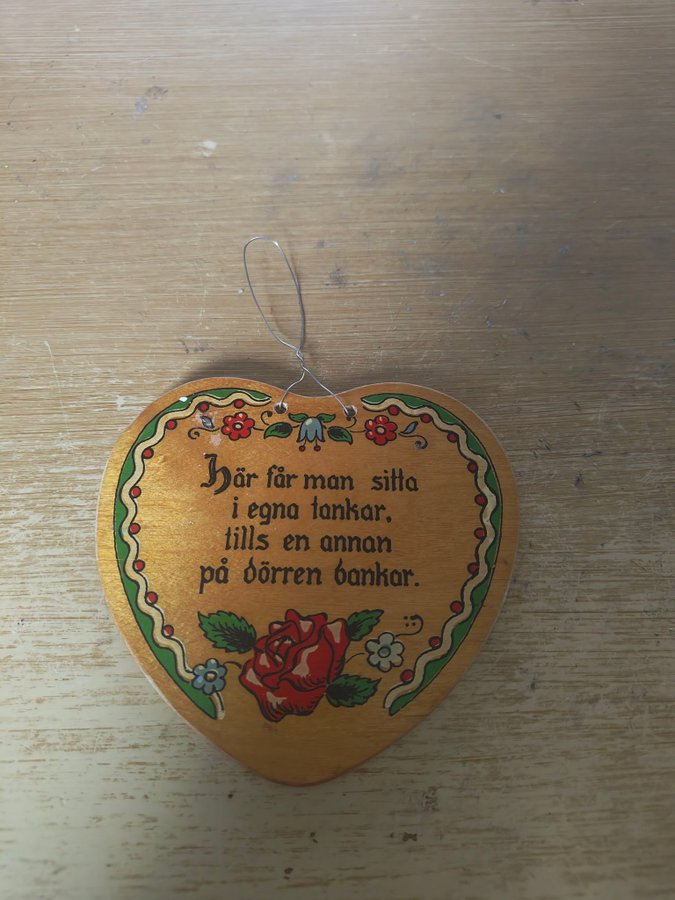 Här får man sitta
i egna tankar,
tills en annan
på dörren bankar.